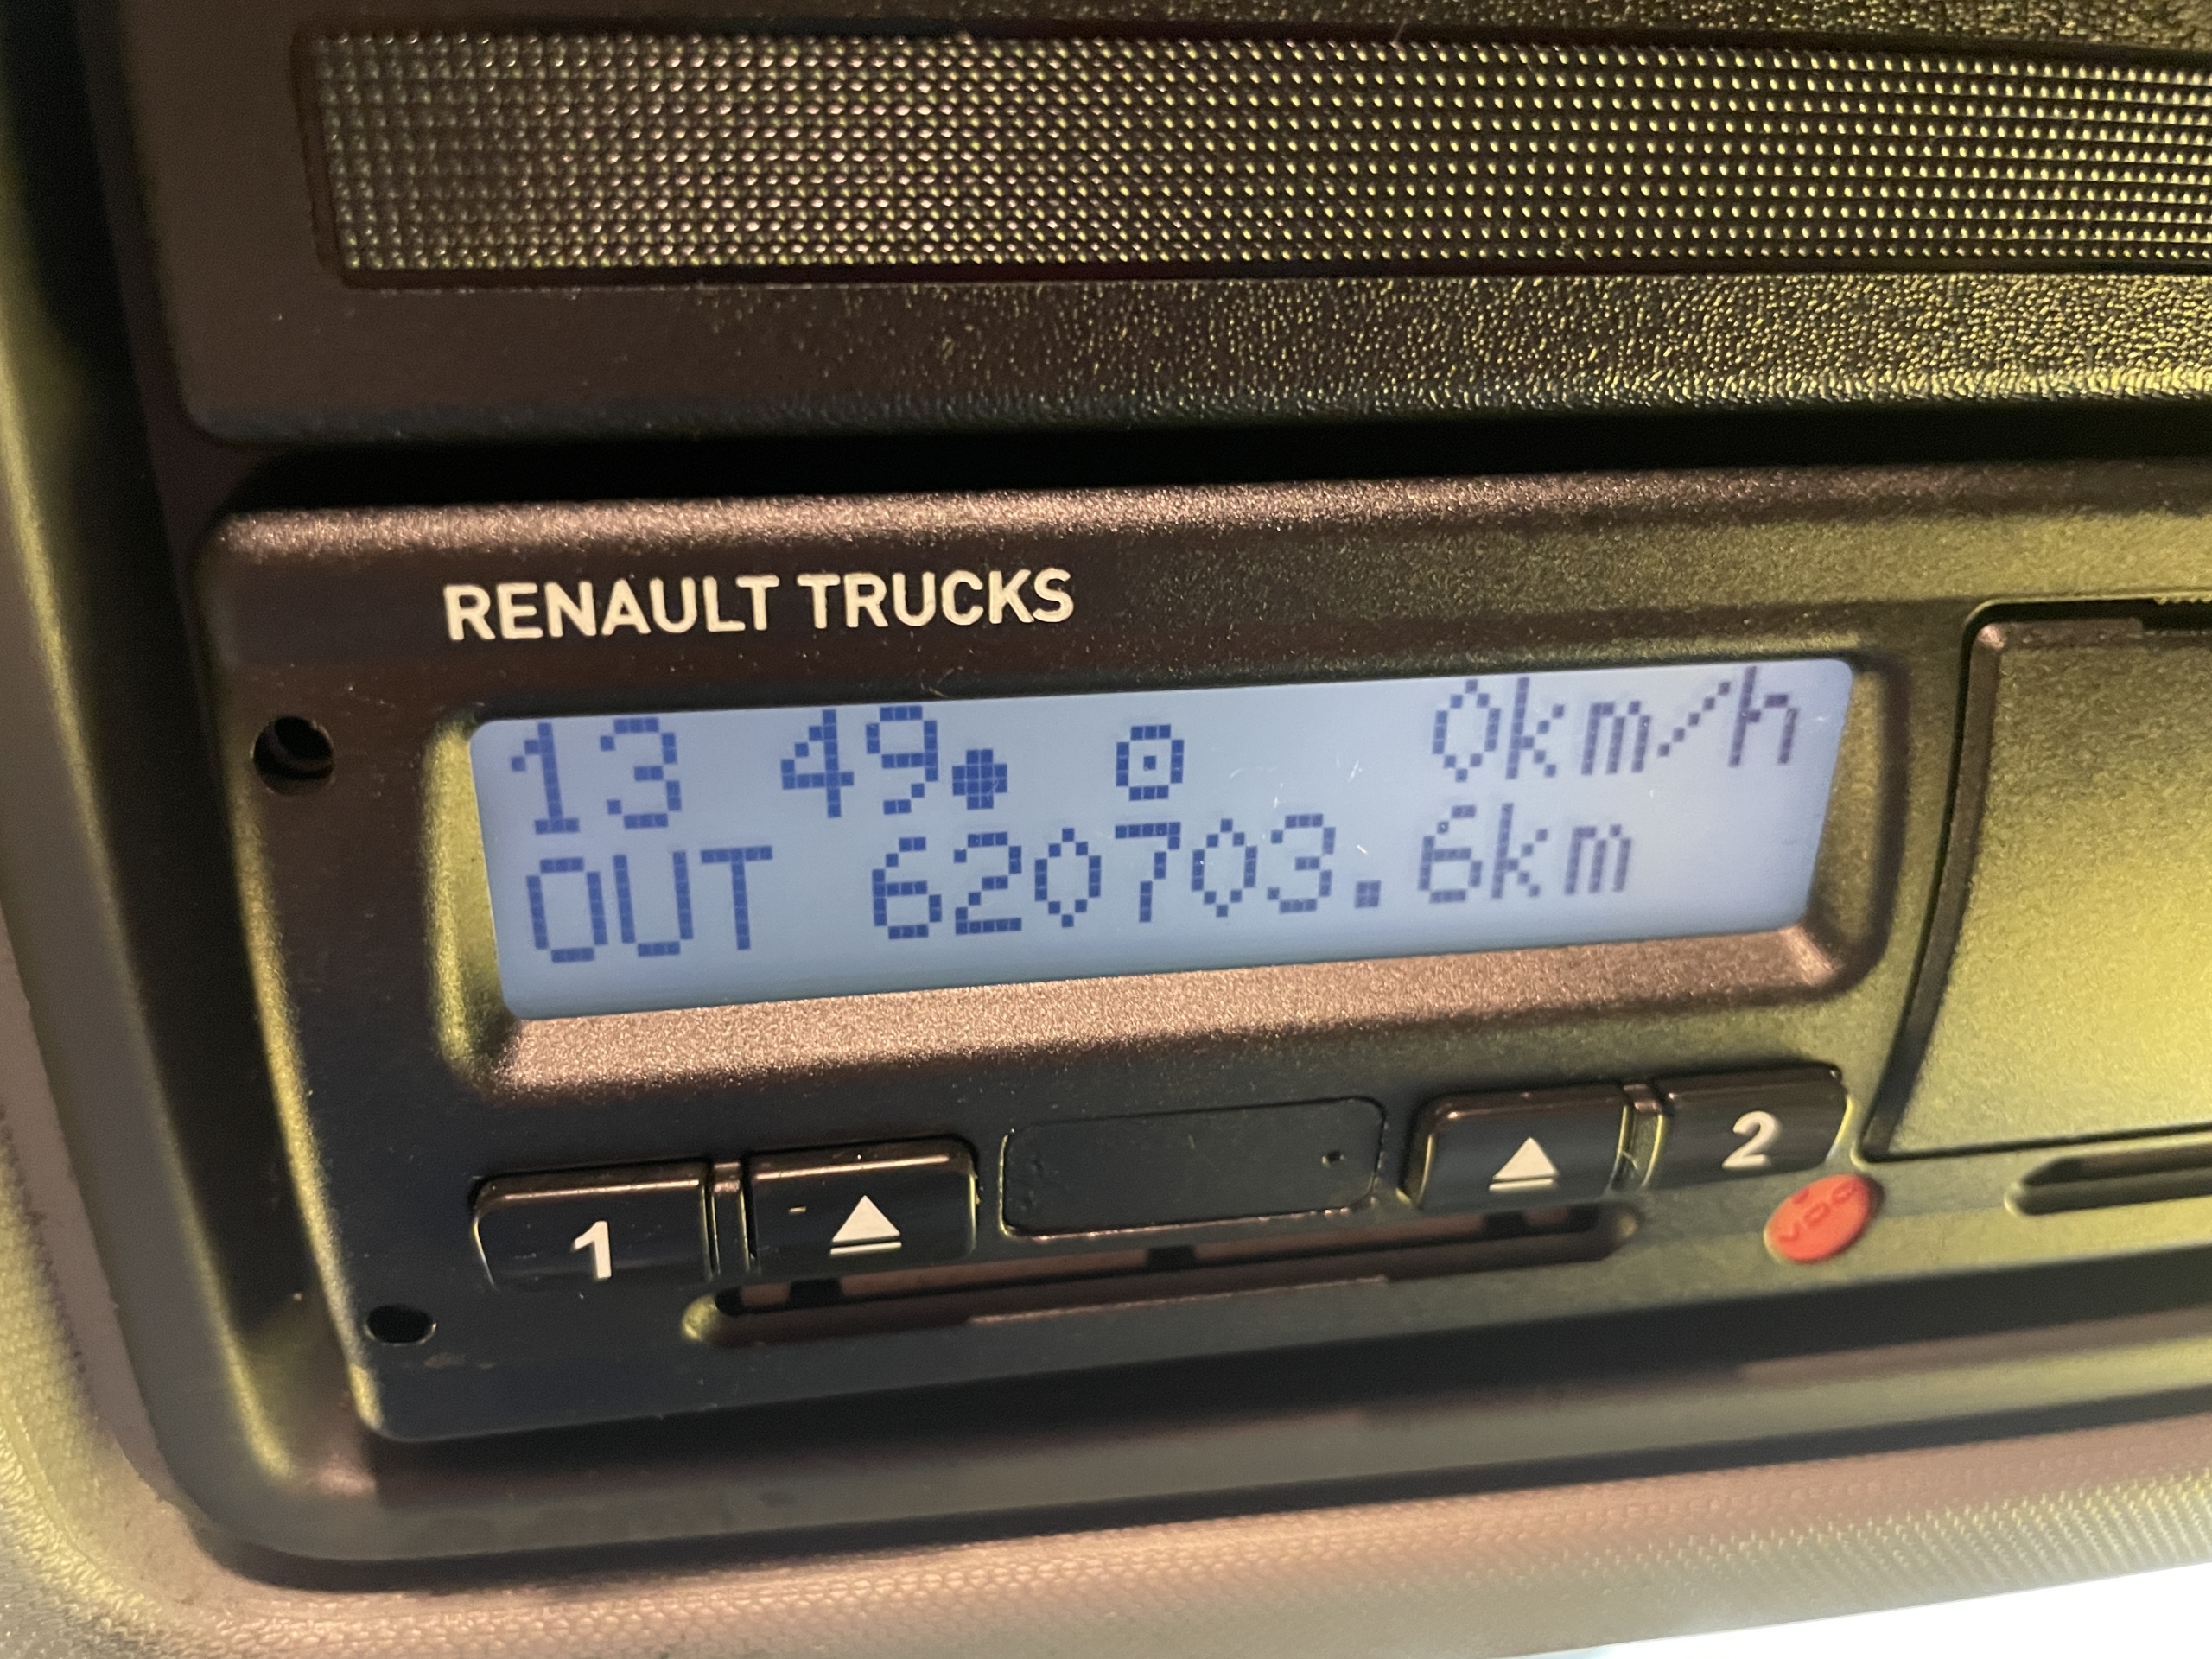 RENAULT TRUCKS
13 49● ⊙ 0km/h
OUT 620703.6km
1 2
VDO